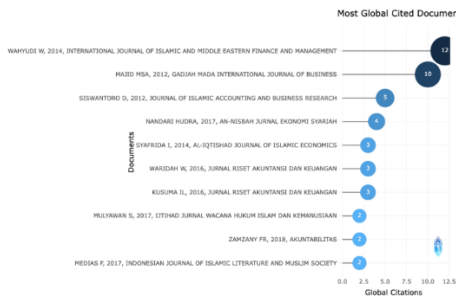 Most Global Cited Documen
WAHYUDI W, 2014, INTERNATIONAL JOURNAL OF ISLAMIC AND MIDDLE EASTERN FINANCE AND MANAGEMENT
12
MAJID MSA, 2012, GADJAH MADA INTERNATIONAL JOURNAL OF BUSINESS
10
SISWANTORO D, 2012, JOURNAL OF ISLAMIC ACCOUNTING AND BUSINESS RESEARCH
5
NANDARI HUDRA, 2017, AN-NISBAH JURNAL EKONOMI SYARIAH
4
SYAFRIDA I, 2014, AL-IQTISHAD JOURNAL OF ISLAMIC ECONOMICS
3
WARIDAH W, 2016, JURNAL RISET AKUNTANSI DAN KEUANGAN
3
KUSUMA IL, 2016, JURNAL RISET AKUNTANSI DAN KEUANGAN
3
MULYAWAN S, 2017, IJTIHAD JURNAL WACANA HUKUM ISLAM DAN KEMANUSIAAN
2
ZAMZANY FR, 2018, AKUNTABILITAS
2
MEDIAS F, 2017, INDONESIAN JOURNAL OF ISLAMIC LITERATURE AND MUSLIM SOCIETY
2
Documents
0.0 2.5 5.0 7.5 10.0 12.5
Global Citations